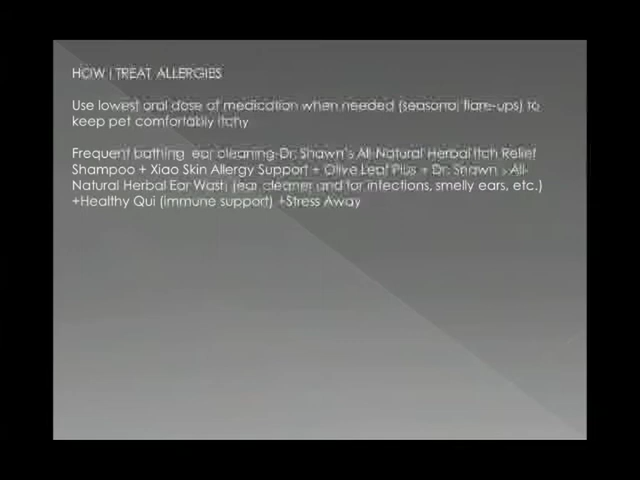 HOW I TREAT ALLERGIES
Use lowest oral dose of medication when needed (seasonal flare-ups) to
keep pet comfortably itchy
Frequent bathing ear cleaning-Dr. Shawn's All-Natural Herbal Itch Relief
Shampoo + Xiao Skin Allergy Support + Olive Leaf Plus + Dr. Shawn's All-
Natural Herbal Ear Wash (ear cleaner and for infections, smelly ears, etc.)
+Healthy Qui (immune support) +Stress Away